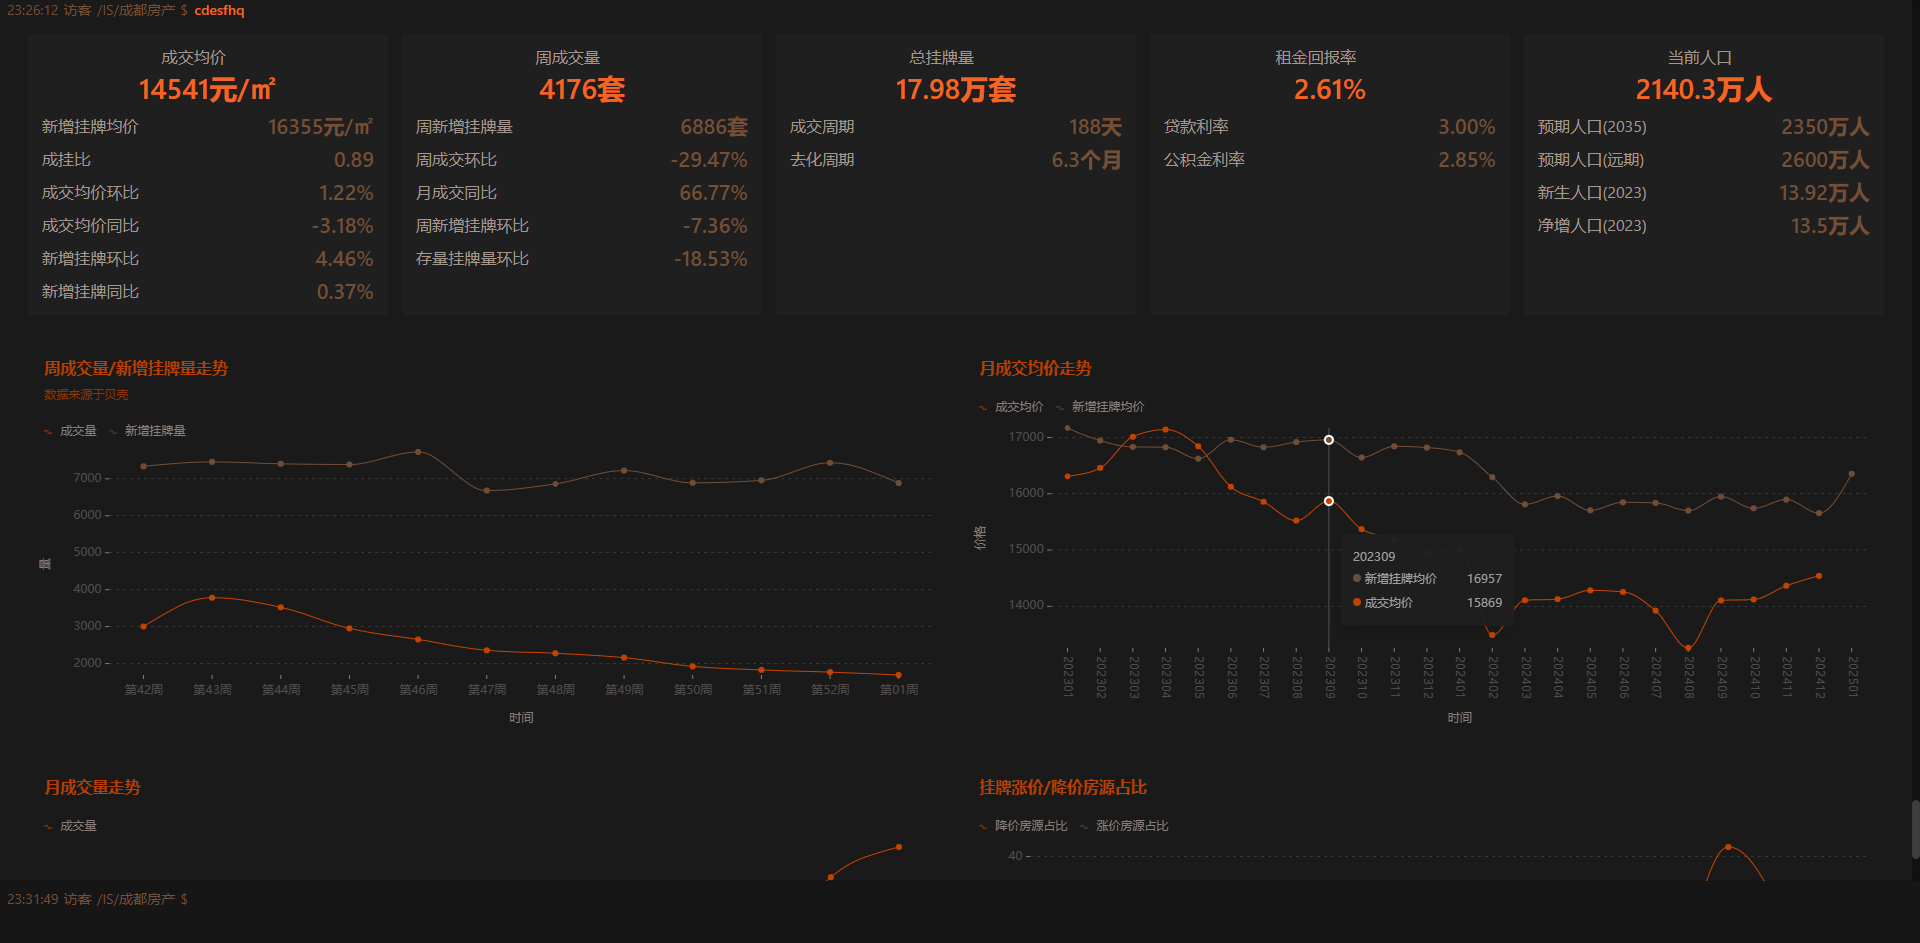 23:26:12 访客 /IS/成都房产 $ cdesfhq
成交均价
14541元/㎡
新增挂牌均价 16355元/㎡
成挂比 0.89
成交均价环比 1.22%
成交均价同比 -3.18%
新增挂牌环比 4.46%
新增挂牌同比 0.37%
周成交量
4176套
周新增挂牌量 6886套
周成交环比 -29.47%
月成交同比 66.77%
周新增挂牌环比 -7.36%
存量挂牌量环比 -18.53%
总挂牌量
17.98万套
成交周期 188天
去化周期 6.3个月
租金回报率
2.61%
贷款利率 3.00%
公积金利率 2.85%
当前人口
2140.3万人
预期人口(2035) 2350万人
预期人口(远期) 2600万人
新生人口(2023) 13.92万人
净增人口(2023) 13.5万人
周成交量/新增挂牌量走势
数据来源于贝壳
成交量 新增挂牌量
7000
6000
5000
4000
3000
2000
量
第42周 第43周 第44周 第45周 第46周 第47周 第48周 第49周 第50周 第51周 第52周 第01周
时间
月成交均价走势
成交均价 新增挂牌均价
17000
16000
15000
14000
价格
202309
新增挂牌均价 16957
成交均价 15869
202301 202302 202303 202304 202305 202306 202307 202308 202309 202310 202311 202312 202401 202402 202403 202404 202405 202406 202407 202408 202409 202410 202411 202412 202501
时间
月成交量走势
成交量
挂牌涨价/降价房源占比
降价房源占比 涨价房源占比
40
23:31:49 访客 /IS/成都房产 $